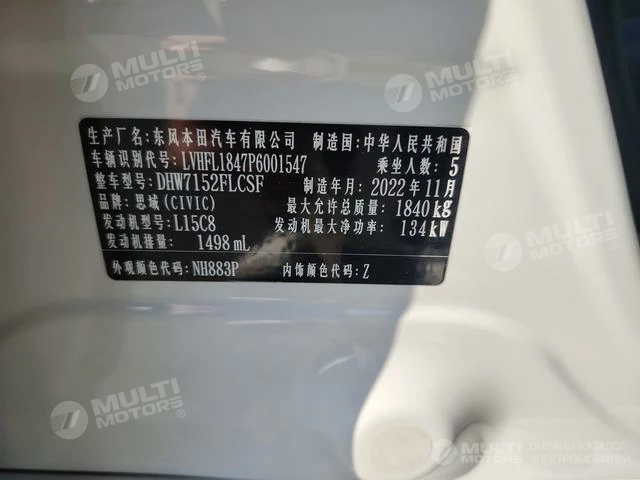 MULTI MOTORS®
MULTI MOTORS
生产厂名：东风本田汽车有限公司 制造国：中华人民共和国
车辆识别代号：LVHFL1847P6001547 乘坐人数：5
整车型号：DHW7152FLCSF 制造年月：2022年11月
品牌：思域(CIVIC) 最大允许总质量：1840kg
发动机型号：L15C8 发动机最大净功率：134kW
发动机排量：1498mL
外观颜色代码：NH883P 内饰颜色代码：Z
MULTI MOTORS
MULTI MOTORS®
MULTI MOTORS
ОНЛАЙН-КАТАЛОГ
ЭЛЕКТРОМОБИЛЕЙ